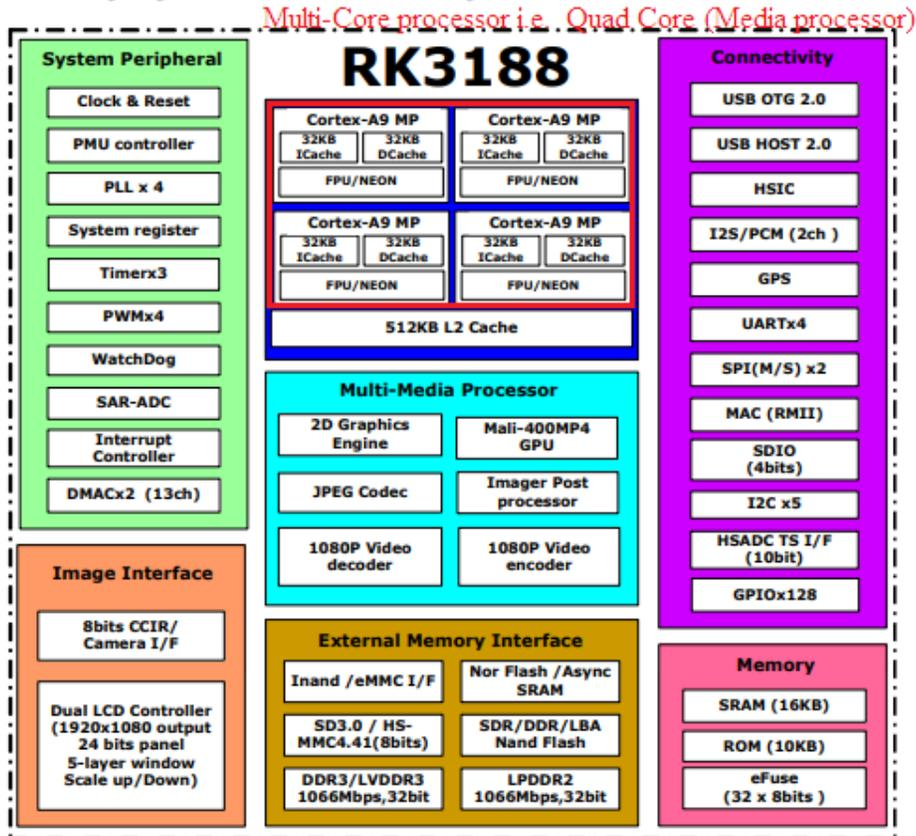 Multi-Core processor i.e. Quad Core (Media processor)
System Peripheral
Clock & Reset
PMU controller
PLL x 4
System register
Timerx3
PWMx4
WatchDog
SAR-ADC
Interrupt
Controller
DMACx2 (13ch)
Image Interface
8bits CCIR/
Camera I/F
Dual LCD Controller
(1920x1080 output
24 bits panel
5-layer window
Scale up/Down)
RK3188
Cortex-A9 MP
32KB
ICache
32KB
DCache
FPU/NEON
Cortex-A9 MP
32KB
ICache
32KB
DCache
FPU/NEON
Cortex-A9 MP
32KB
ICache
32KB
DCache
FPU/NEON
Cortex-A9 MP
32KB
ICache
32KB
DCache
FPU/NEON
512KB L2 Cache
Multi-Media Processor
2D Graphics
Engine
Mali-400MP4
GPU
JPEG Codec
Imager Post
processor
1080P Video
decoder
1080P Video
encoder
External Memory Interface
Inand /eMMC I/F
Nor Flash /Async
SRAM
SD3.0 / HS-
MMC4.41(8bits)
SDR/DDR/LBA
Nand Flash
DDR3/LVDDR3
1066Mbps,32bit
LPDDR2
1066Mbps,32bit
Connectivity
USB OTG 2.0
USB HOST 2.0
HSIC
I2S/PCM (2ch )
GPS
UARTx4
SPI(M/S) x2
MAC (RMII)
SDIO
(4bits)
I2C x5
HSADC TS I/F
(10bit)
GPIOx128
Memory
SRAM (16KB)
ROM (10KB)
eFuse
(32 x 8bits )